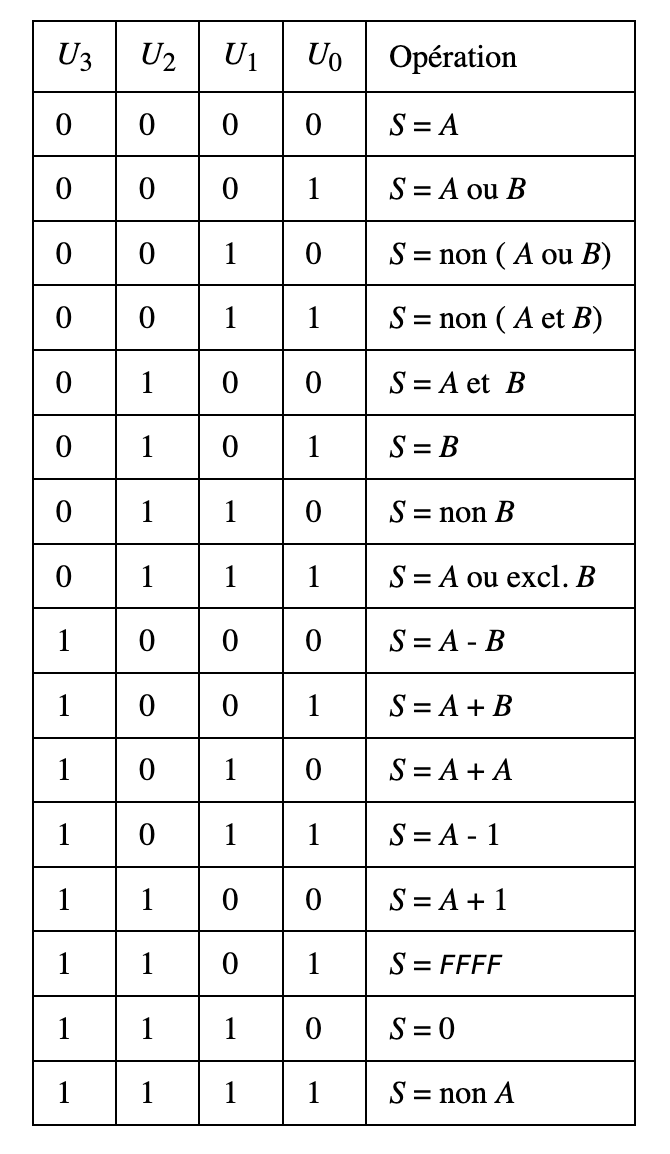 U3 U2 U1 U0 Opération
0 0 0 0 S = A
0 0 0 1 S = A ou B
0 0 1 0 S = non ( A ou B)
0 0 1 1 S = non ( A et B)
0 1 0 0 S = A et B
0 1 0 1 S = B
0 1 1 0 S = non B
0 1 1 1 S = A ou excl. B
1 0 0 0 S = A - B
1 0 0 1 S = A + B
1 0 1 0 S = A + A
1 0 1 1 S = A - 1
1 1 0 0 S = A + 1
1 1 0 1 S = FFFF
1 1 1 0 S = 0
1 1 1 1 S = non A